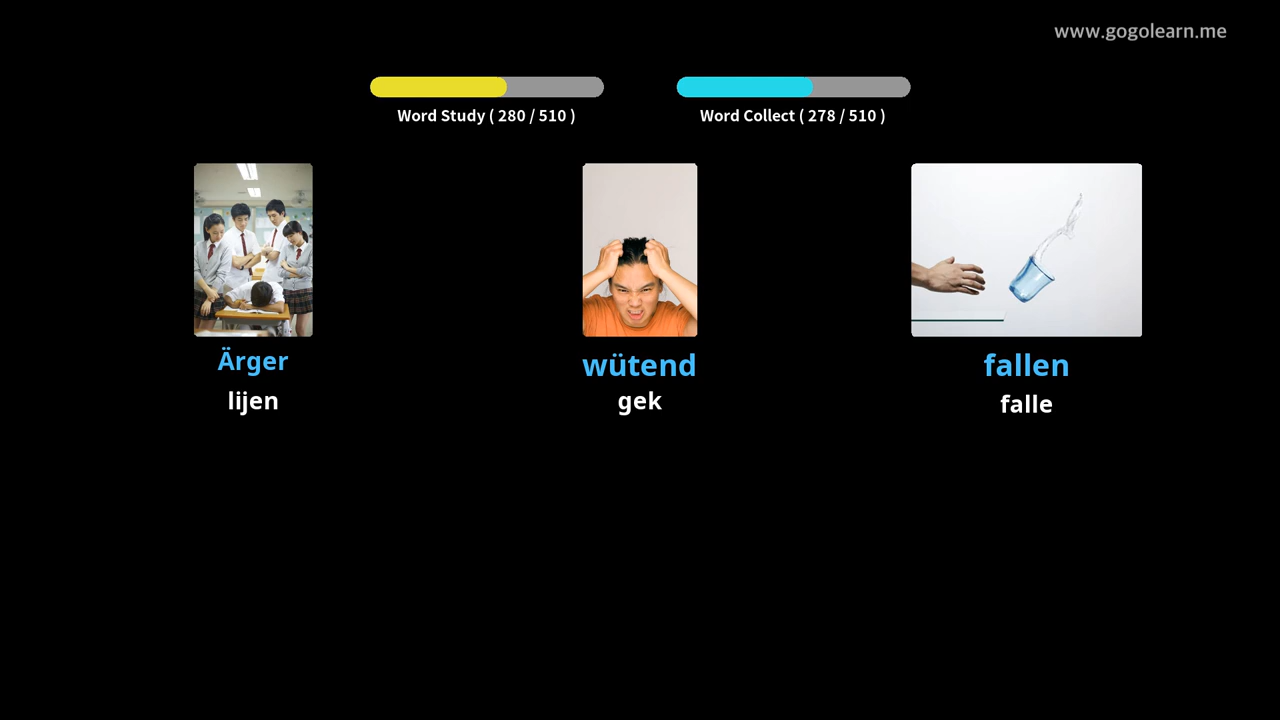 www.gogolearn.me
Word Study ( 280 / 510 )
Word Collect ( 278 / 510 )
Ärger
lijen
wütend
gek
fallen
falle